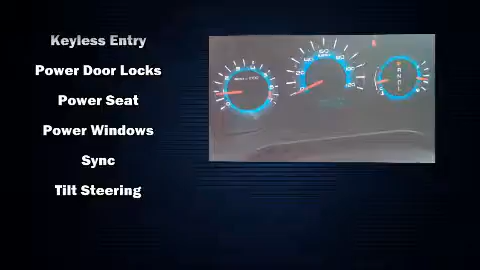 Keyless Entry
Power Door Locks
Power Seat
Power Windows
Sync
Tilt Steering